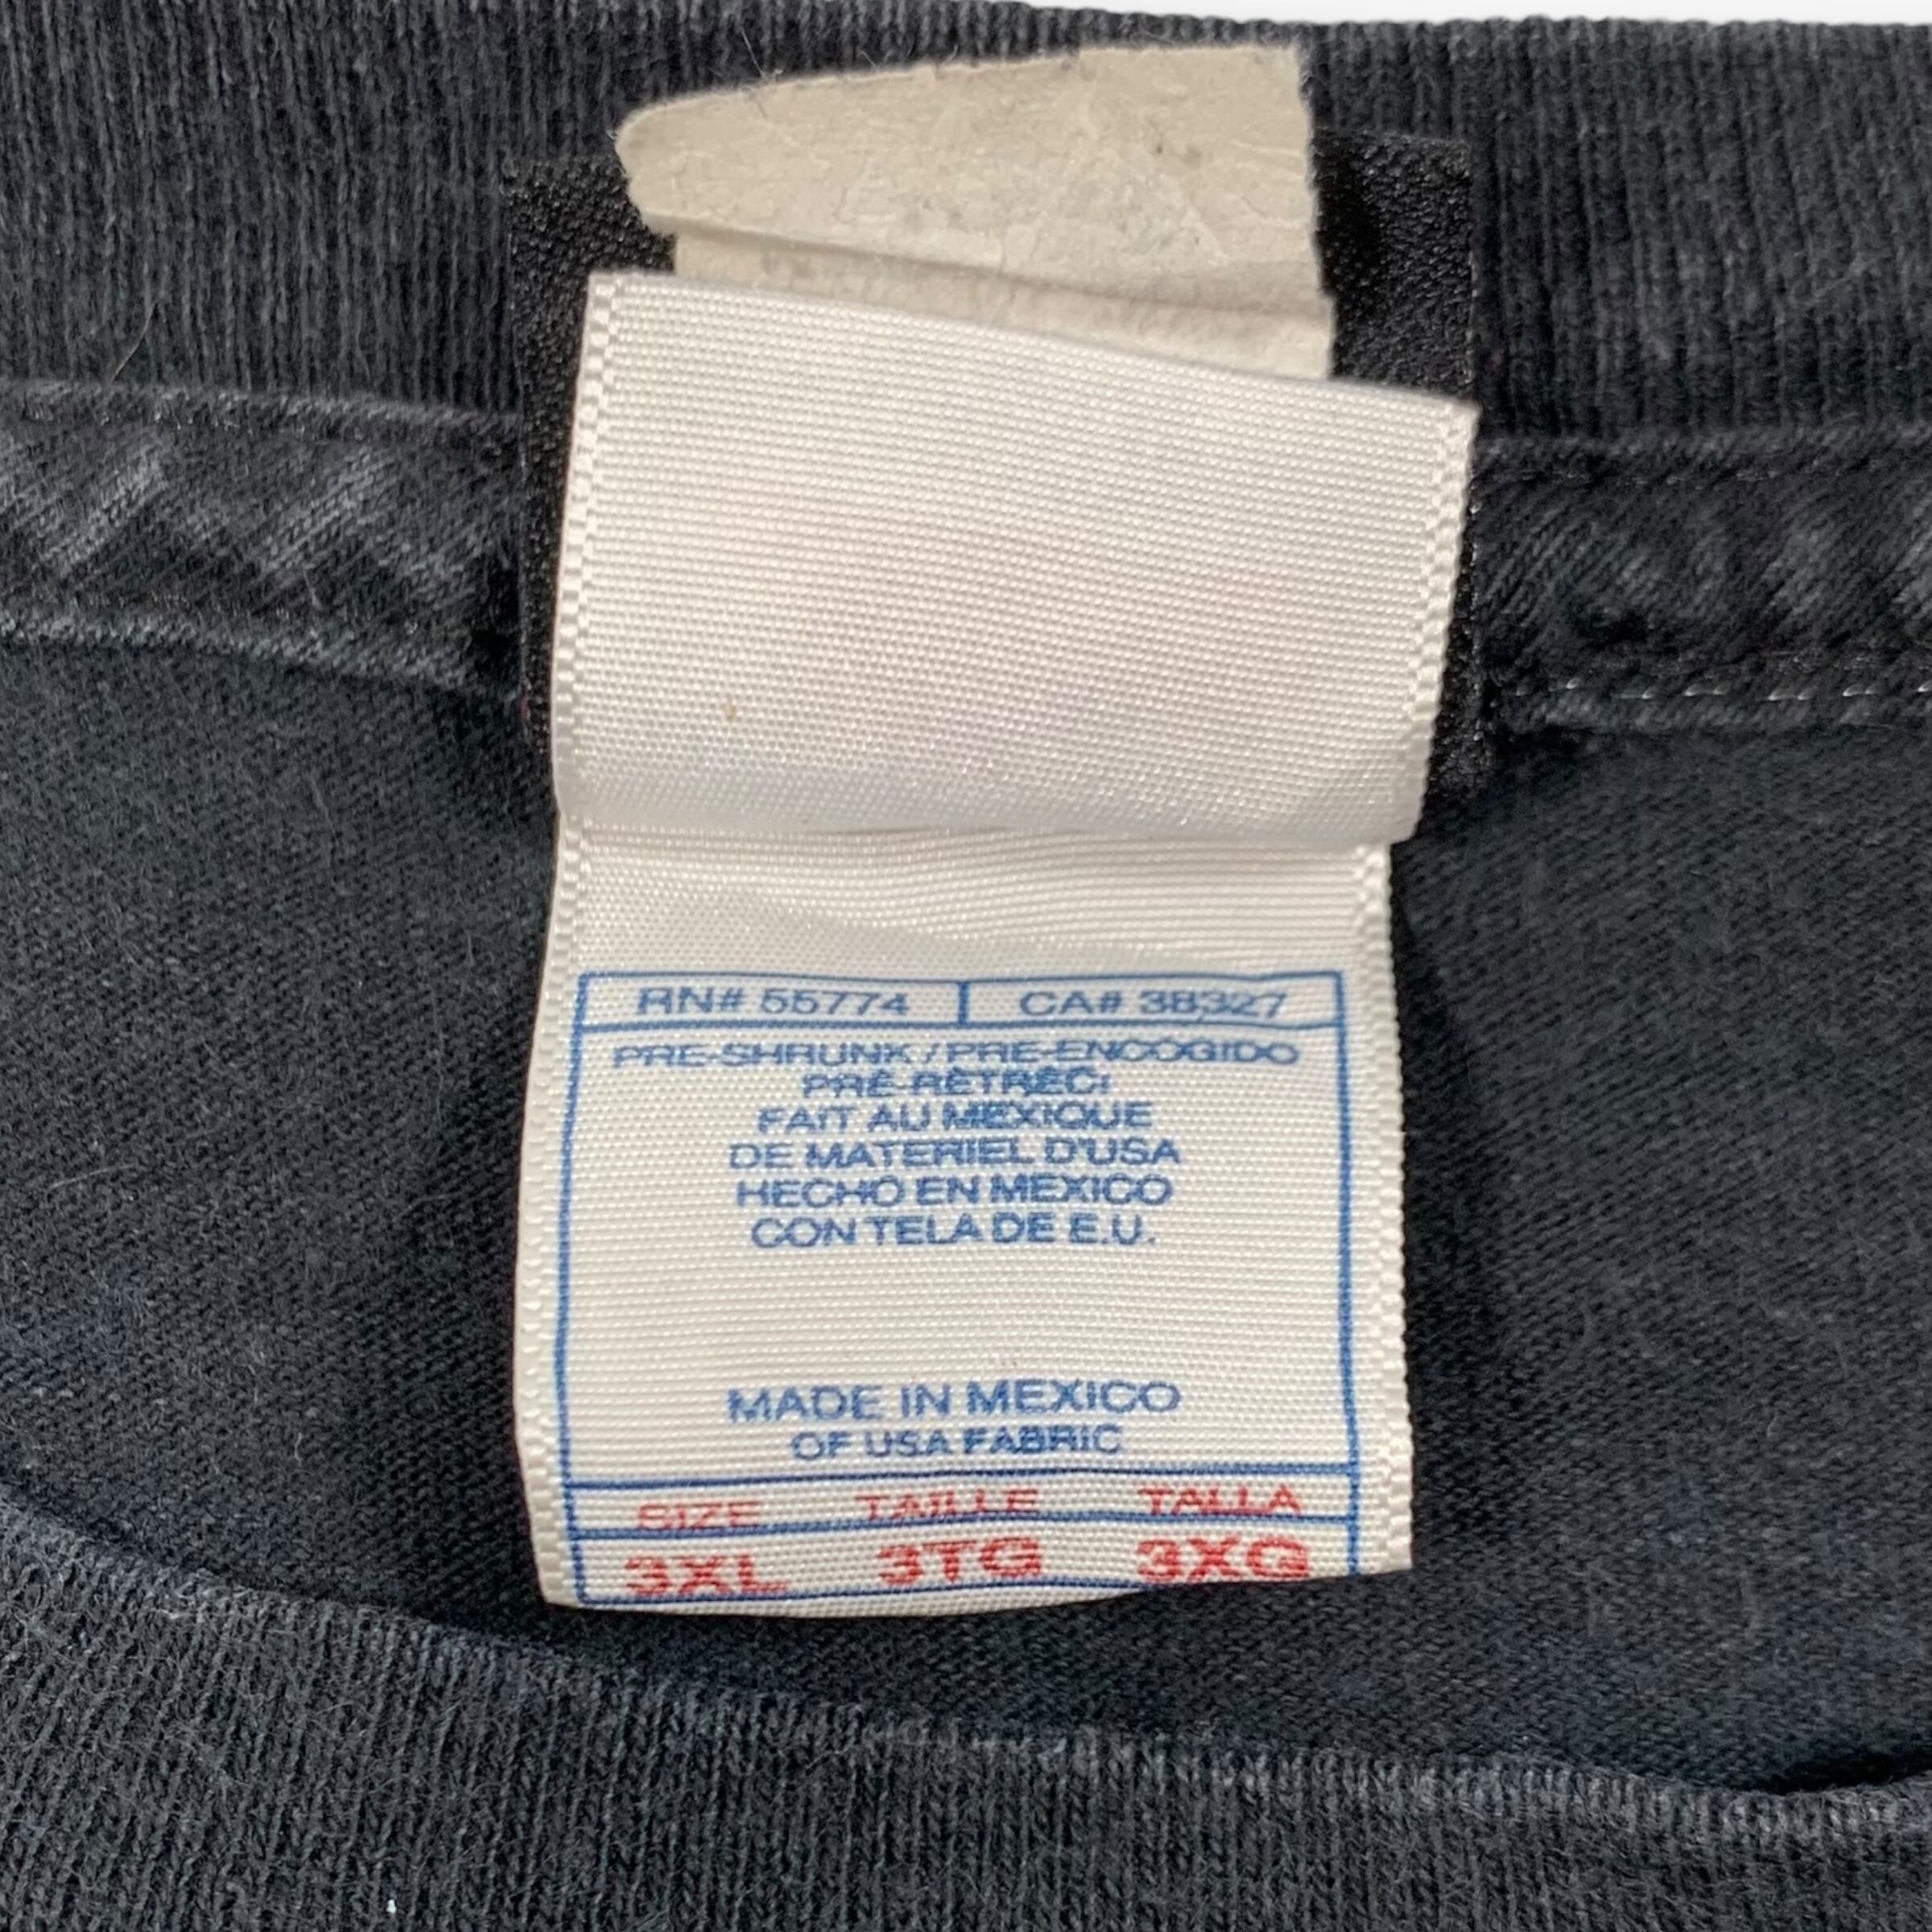 RN# 55774 CA# 38327
PRE-SHRUNK / PRE-ENCOGIDO
PRÉ-RÉTRÉCI
FAIT AU MEXIQUE
DE MATERIEL D'USA
HECHO EN MEXICO
CON TELA DE E.U.
MADE IN MEXICO
OF USA FABRIC
SIZE TAILLE TALLA
3XL 3TG 3XG